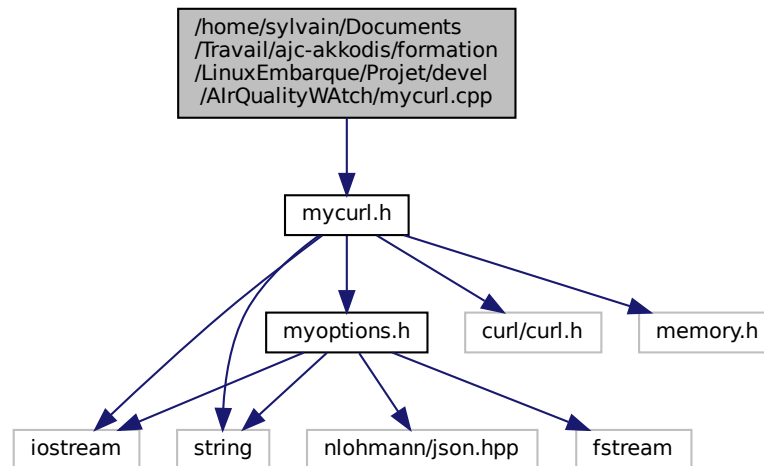 /home/sylvain/Documents
/Travail/ajc-akkodis/formation
/LinuxEmbarque/Projet/devel
/AIrQualityWAtch/mycurl.cpp
mycurl.h
myoptions.h
curl/curl.h
memory.h
iostream
string
nlohmann/json.hpp
fstream